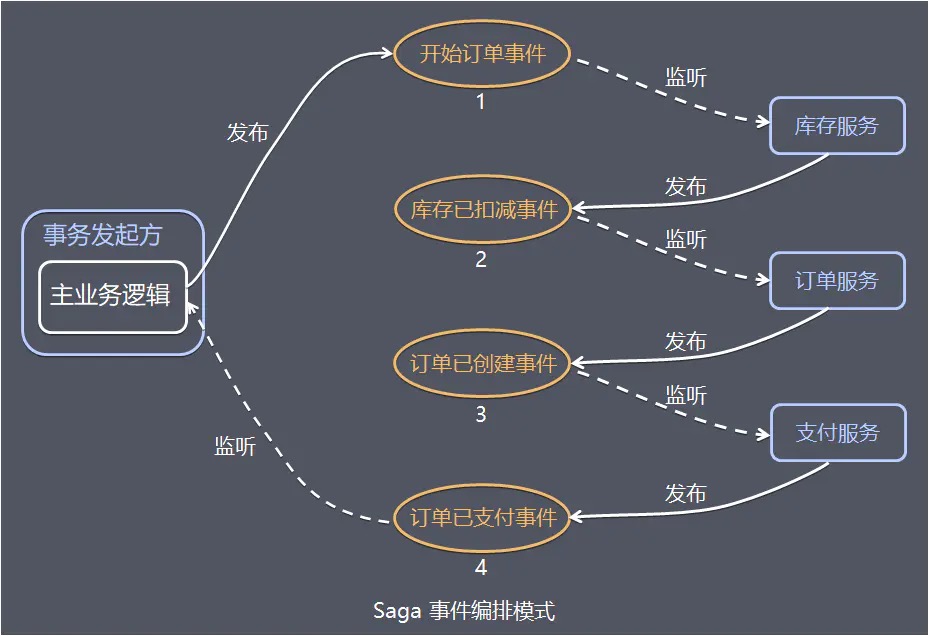 开始订单事件
1
监听
库存服务
发布
发布
库存已扣减事件
2
监听
订单服务
事务发起方
主业务逻辑
发布
订单已创建事件
3
监听
支付服务
监听
发布
订单已支付事件
4
Saga 事件编排模式